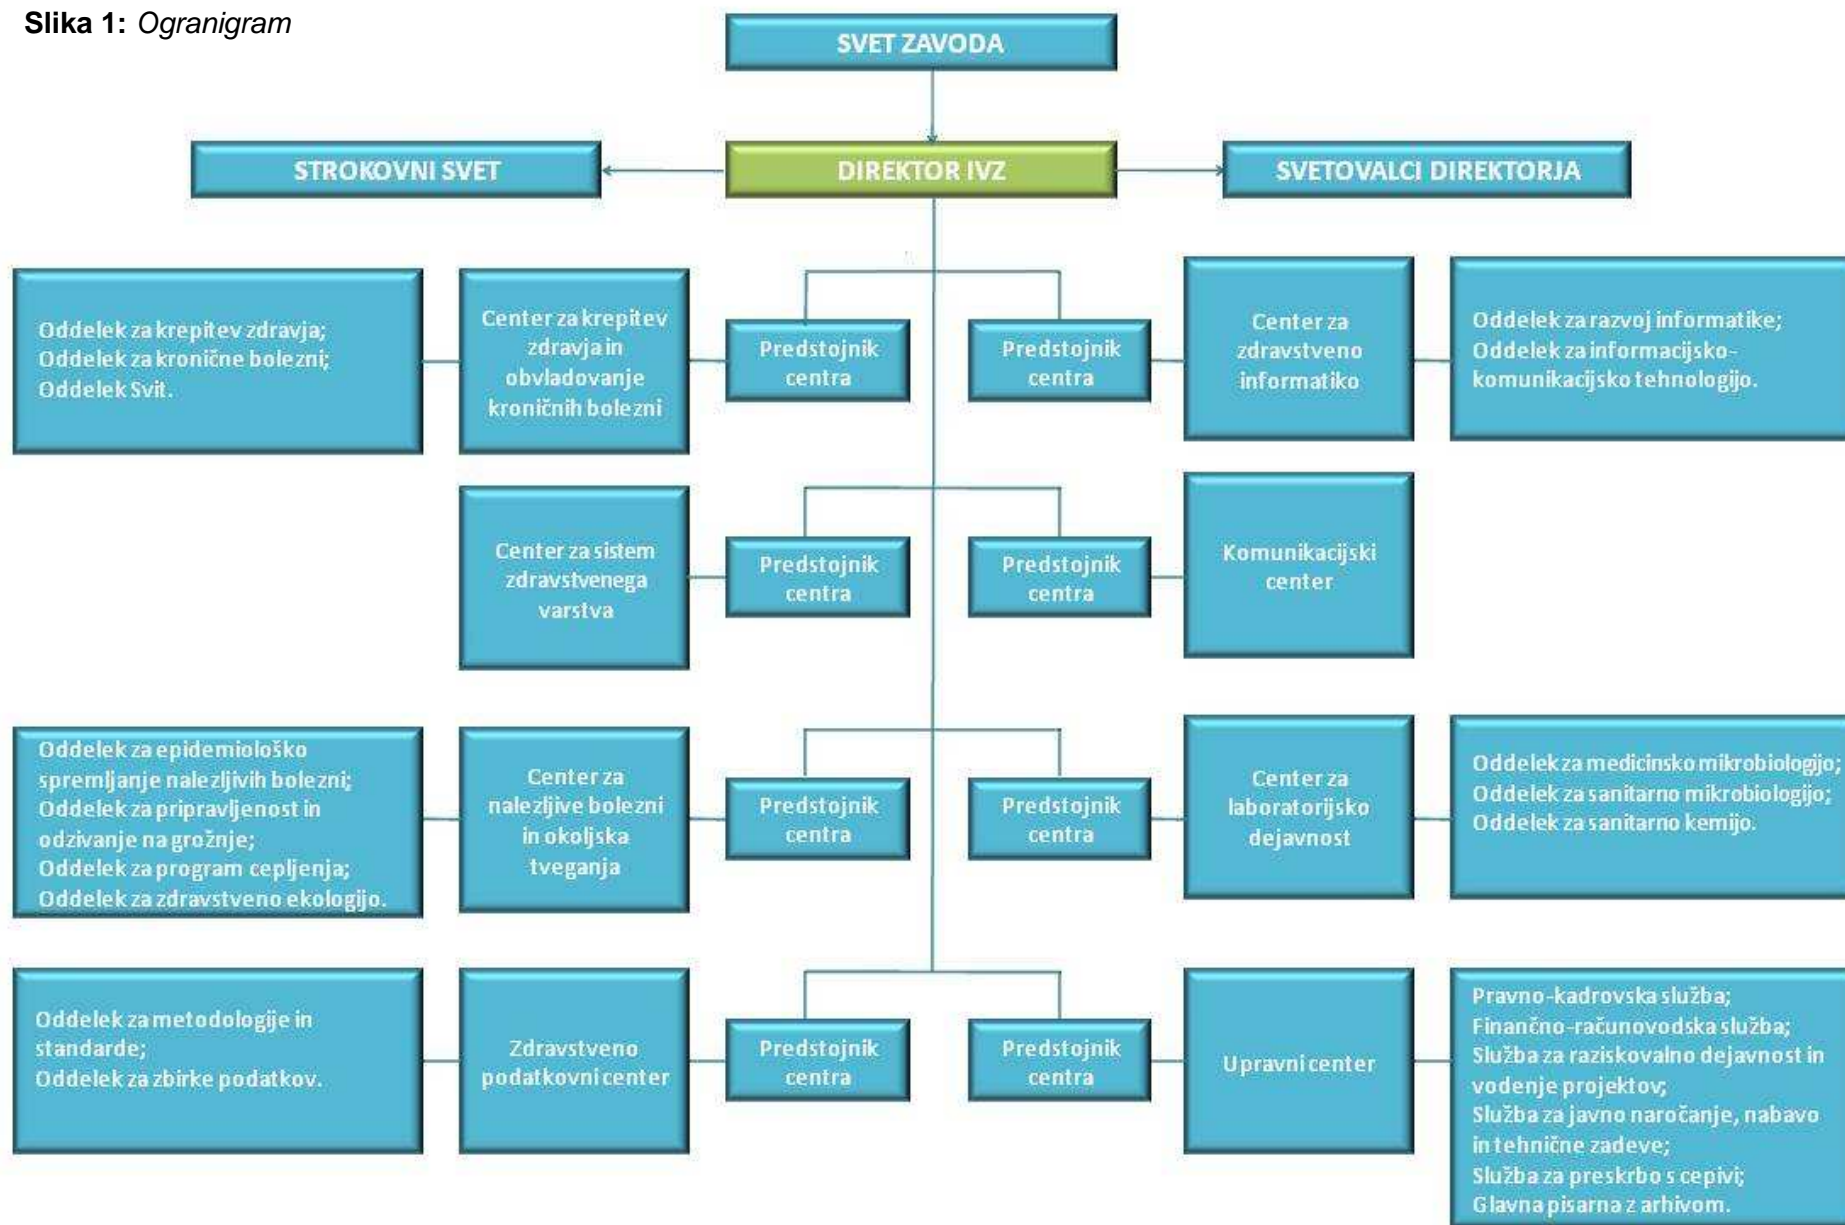 Slika 1: Ogranigram
SVET ZAVODA
STROKOVNI SVET
DIREKTOR IVZ
SVETOVALCI DIREKTORJA
Oddelek za krepitev zdravja;
Oddelek za kronične bolezni;
Oddelek Svit.
Center za krepitev
zdravja in
obvladovanje
kroničnih bolezni
Predstojnik
centra
Predstojnik
centra
Center za
zdravstveno
informatiko
Oddelek za razvoj informatike;
Oddelek za informacijsko-
komunikacijsko tehnologijo.
Center za sistem
zdravstvenega
varstva
Predstojnik
centra
Predstojnik
centra
Komunikacijski
center
Oddelek za epidemiološko
spremljanje nalezljivih bolezni;
Oddelek za pripravljenost in
odzivanje na grožnje;
Oddelek za program cepljenja;
Oddelek za zdravstveno ekologijo.
Center za
nalezljive bolezni
in okoljska
tveganja
Predstojnik
centra
Predstojnik
centra
Center za
laboratorijsko
dejavnost
Oddelek za medicinsko mikrobiologijo;
Oddelek za sanitarno mikrobiologijo;
Oddelek za sanitarno kemijo.
Oddelek za metodologije in
standarde;
Oddelek za zbirke podatkov.
Zdravstveno
podatkovni center
Predstojnik
centra
Predstojnik
centra
Upravni center
Pravno-kadrovska služba;
Finančno-računovodska služba;
Služba za raziskovalno dejavnost in
vodenje projektov;
Služba za javno naročanje, nabavo
in tehnične zadeve;
Služba za preskrbo s cepivi;
Glavna pisarna z arhivom.